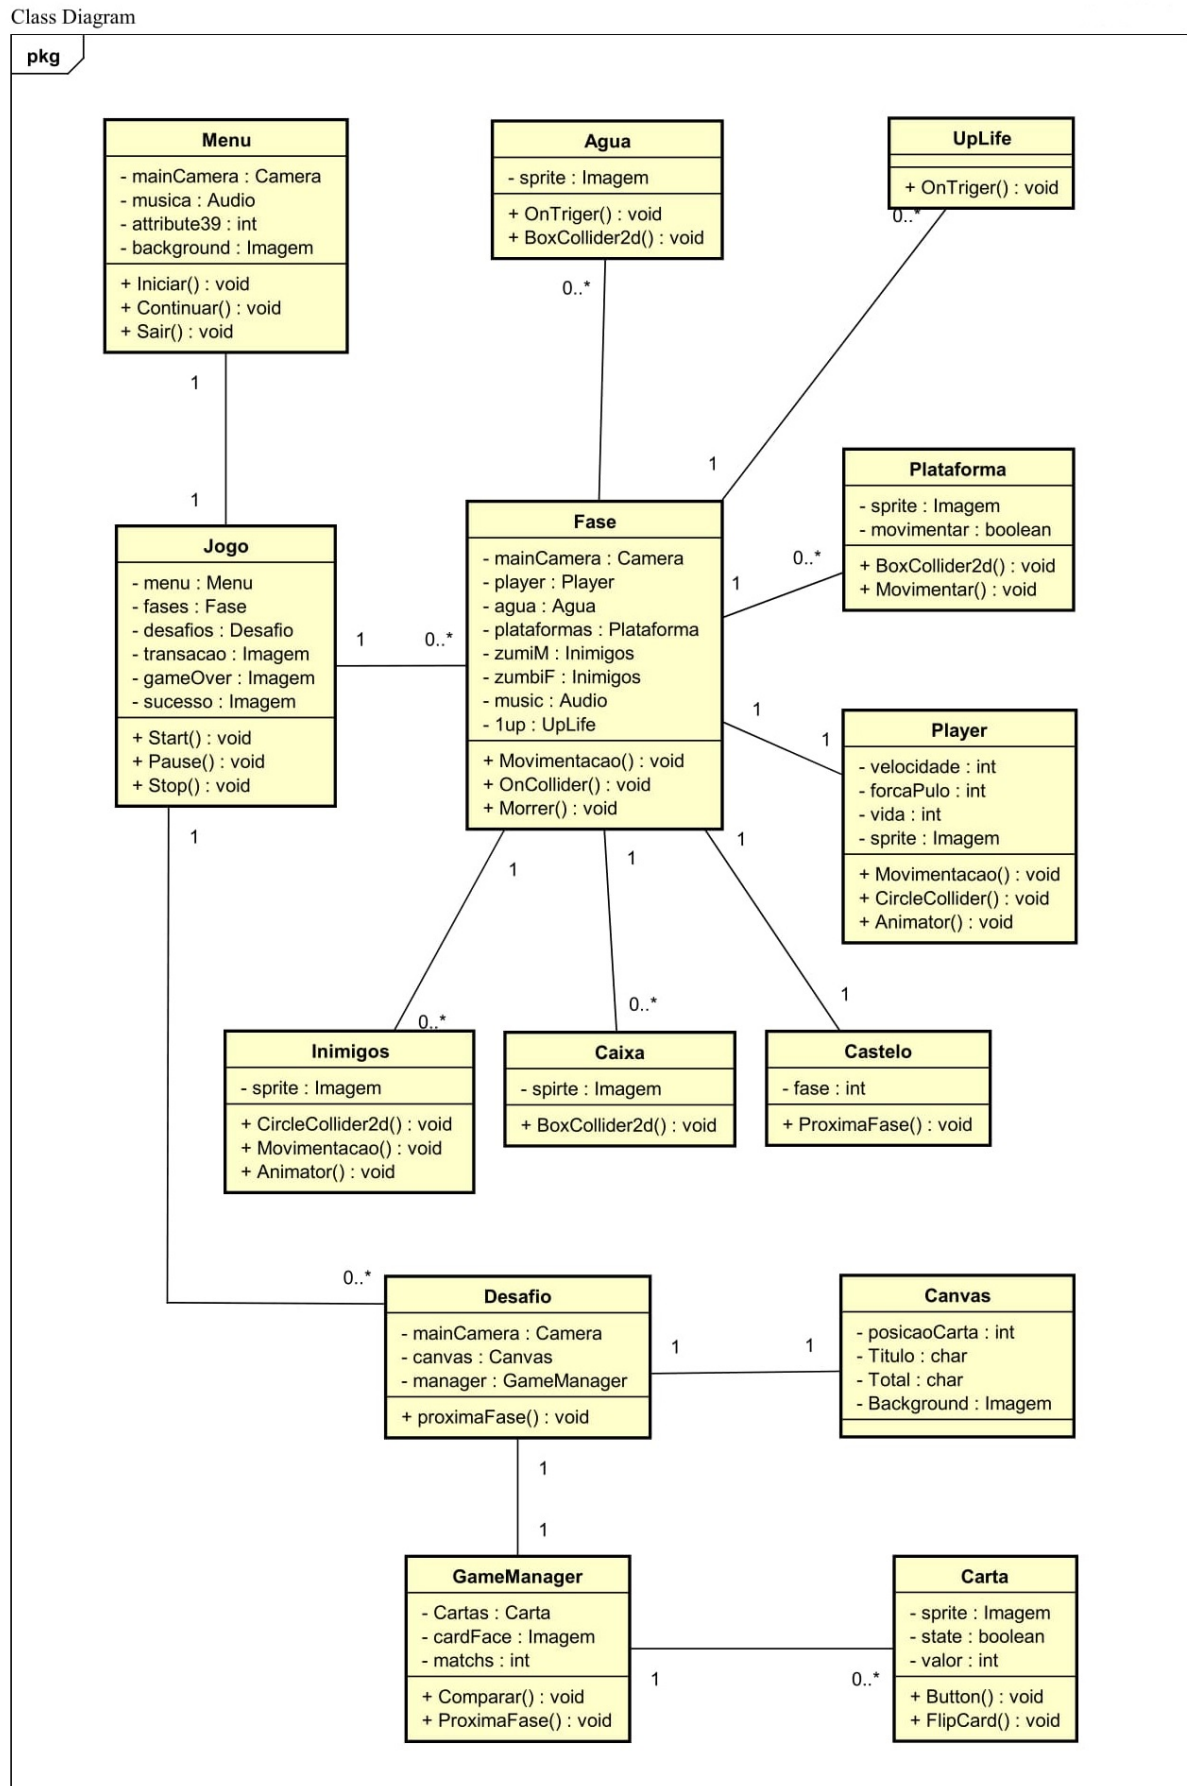 Class Diagram
pkg
Menu
- mainCamera : Camera
- musica : Audio
- attribute39 : int
- background : Imagem
+ Iniciar() : void
+ Continuar() : void
+ Sair() : void
Agua
- sprite : Imagem
+ OnTriger() : void
+ BoxCollider2d() : void
UpLife
+ OnTriger() : void
0..*
0..*
1
1
1
Plataforma
- sprite : Imagem
- movimentar : boolean
+ BoxCollider2d() : void
+ Movimentar() : void
0..*
1
Jogo
- menu : Menu
- fases : Fase
- desafios : Desafio
- transacao : Imagem
- gameOver : Imagem
- sucesso : Imagem
+ Start() : void
+ Pause() : void
+ Stop() : void
1
0..*
Fase
- mainCamera : Camera
- player : Player
- agua : Agua
- plataformas : Plataforma
- zumiM : Inimigos
- zumbiF : Inimigos
- music : Audio
- 1up : UpLife
+ Movimentacao() : void
+ OnCollider() : void
+ Morrer() : void
1
1
Player
- velocidade : int
- forcaPulo : int
- vida : int
- sprite : Imagem
+ Movimentacao() : void
+ CircleCollider() : void
+ Animator() : void
1
1
1
1
0..*
0..*
1
Inimigos
- sprite : Imagem
+ CircleCollider2d() : void
+ Movimentacao() : void
+ Animator() : void
Caixa
- spirte : Imagem
+ BoxCollider2d() : void
Castelo
- fase : int
+ ProximaFase() : void
0..*
Desafio
- mainCamera : Camera
- canvas : Canvas
- manager : GameManager
+ proximaFase() : void
1
1
Canvas
- posicaoCarta : int
- Titulo : char
- Total : char
- Background : Imagem
1
1
GameManager
- Cartas : Carta
- cardFace : Imagem
- matchs : int
+ Comparar() : void
+ ProximaFase() : void
1
0..*
Carta
- sprite : Imagem
- state : boolean
- valor : int
+ Button() : void
+ FlipCard() : void